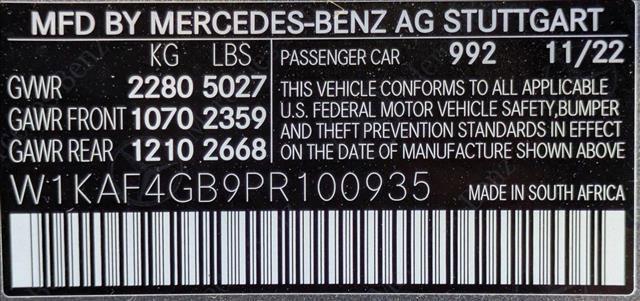 MFD BY MERCEDES-BENZ AG STUTTGART
KG LBS PASSENGER CAR 992 11/22
GVWR 2280 5027
GAWR FRONT 1070 2359
GAWR REAR 1210 2668
THIS VEHICLE CONFORMS TO ALL APPLICABLE
U.S. FEDERAL MOTOR VEHICLE SAFETY,BUMPER
AND THEFT PREVENTION STANDARDS IN EFFECT
ON THE DATE OF MANUFACTURE SHOWN ABOVE
W1KAF4GB9PR100935 MADE IN SOUTH AFRICA